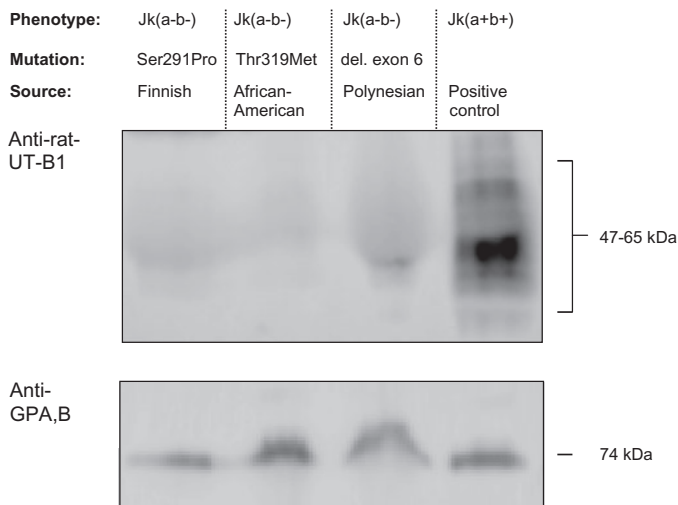 Phenotype: Jk(a-b-) Jk(a-b-) Jk(a-b-) Jk(a+b+)
Mutation: Ser291Pro Thr319Met del. exon 6
Source: Finnish African- Polynesian Positive
American control
Anti-rat-
UT-B1
47-65 kDa
Anti-
GPA,B
74 kDa